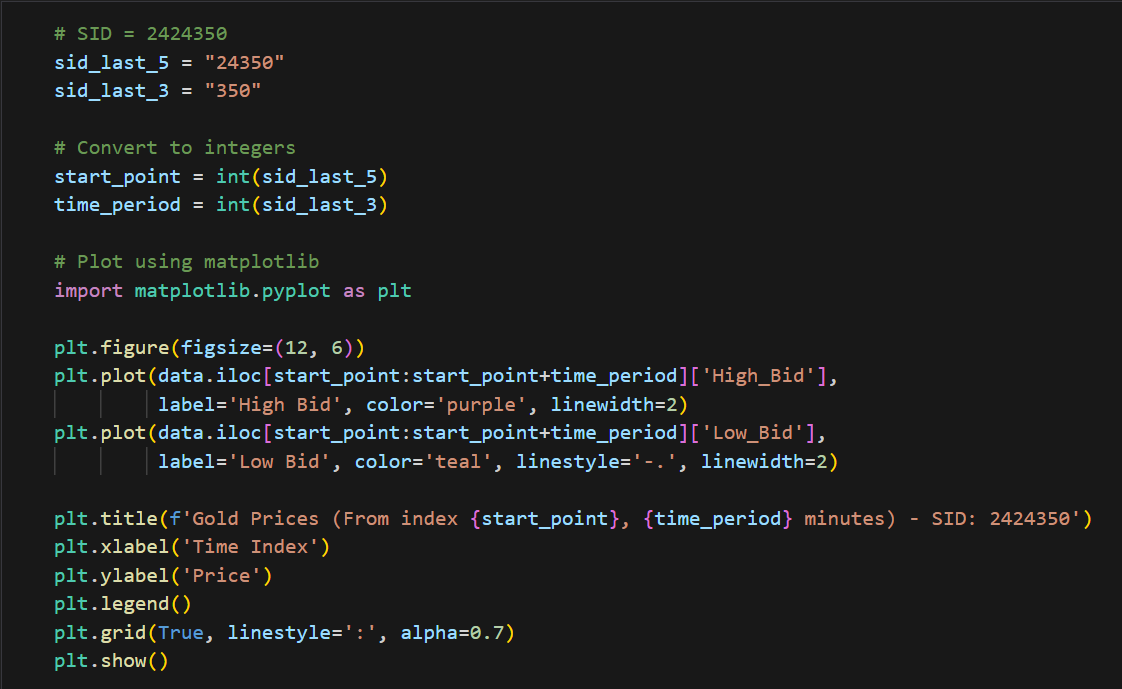 # SID = 2424350
sid_last_5 = "24350"
sid_last_3 = "350"
# Convert to integers
start_point = int(sid_last_5)
time_period = int(sid_last_3)
# Plot using matplotlib
import matplotlib.pyplot as plt
plt.figure(figsize=(12, 6))
plt.plot(data.iloc[start_point:start_point+time_period]['High_Bid'],
label='High Bid', color='purple', linewidth=2)
plt.plot(data.iloc[start_point:start_point+time_period]['Low_Bid'],
label='Low Bid', color='teal', linestyle='-.', linewidth=2)
plt.title(f'Gold Prices (From index {start_point}, {time_period} minutes) - SID: 2424350')
plt.xlabel('Time Index')
plt.ylabel('Price')
plt.legend()
plt.grid(True, linestyle=':', alpha=0.7)
plt.show()